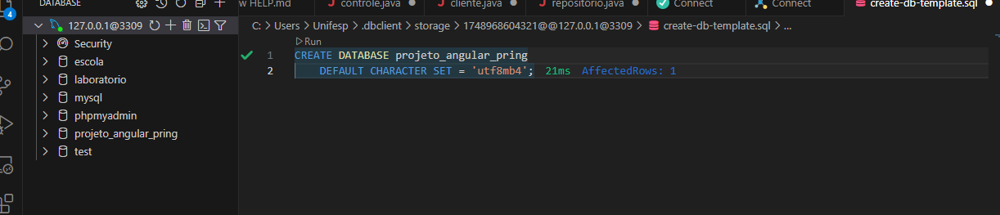 DATABASE
w HELP.md
controle.java
cliente.java
repositorio.java
Connect
Connect
create-db-template.sql
4
127.0.0.1@3309
Security
escola
laboratorio
mysql
phpmyadmin
projeto_angular_pring
test
C: > Users > Unifesp > .dbclient > storage > 1748968604321@@127.0.0.1@3309 > create-db-template.sql > ...
Run
1 CREATE DATABASE projeto_angular_pring
2 DEFAULT CHARACTER SET = 'utf8mb4'; 21ms AffectedRows: 1